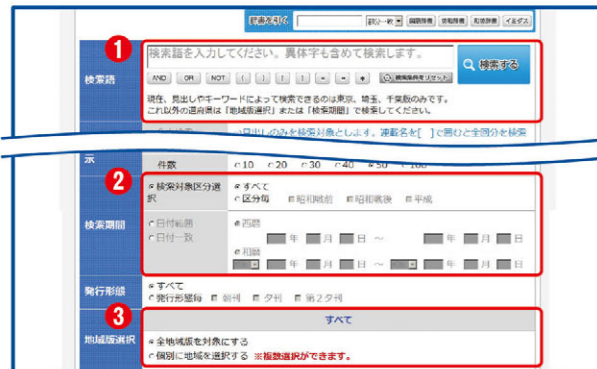 辞書を引く 部分一致 国語辞書 英和辞典 和英辞典 イミダス
1
検索語を入力してください。異体字も含めて検索します。
検索する
検索語
AND OR NOT ( ) [ ] 検索条件をリセット
現在、見出しやキーワードによって検索できるのは東京、埼玉、千葉版のみです。
これ以外の道府県は「地域版選択」または「検索期間」で検索してください。
見出しのみを検索対象とします。連載名を[ ]で囲むと全回分を検索
示
件数 10 20 30 40 50 100
2
検索対象区分選択 すべて
区分毎 昭和戦前 昭和戦後 平成
検索期間
日付範囲 西暦
日付一致 年 月 日 ～ 年 月 日
和暦
年 月 日 ～ 年 月 日
発行形態
すべて
発行形態毎 朝刊 夕刊 第2夕刊
3
すべて
地域版選択
全地域版を対象にする
個別に地域を選択する ※複数選択ができます。